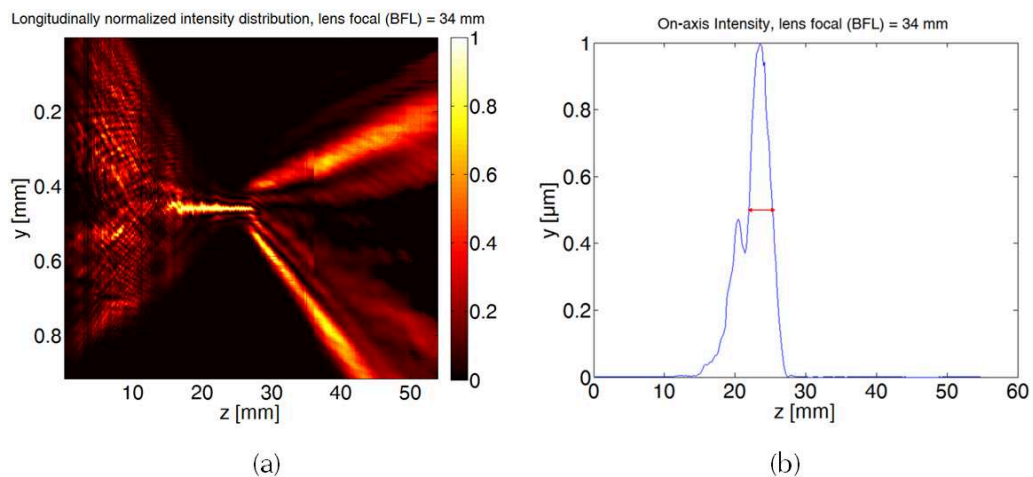 Longitudinally normalized intensity distribution, lens focal (BFL) = 34 mm
y [mm]
0.2
0.4
0.6
0.8
10 20 30 40 50
z [mm]
1
0.8
0.6
0.4
0.2
0
(a)
On-axis Intensity, lens focal (BFL) = 34 mm
y [µm]
1
0.8
0.6
0.4
0.2
0
0 10 20 30 40 50 60
z [mm]
(b)